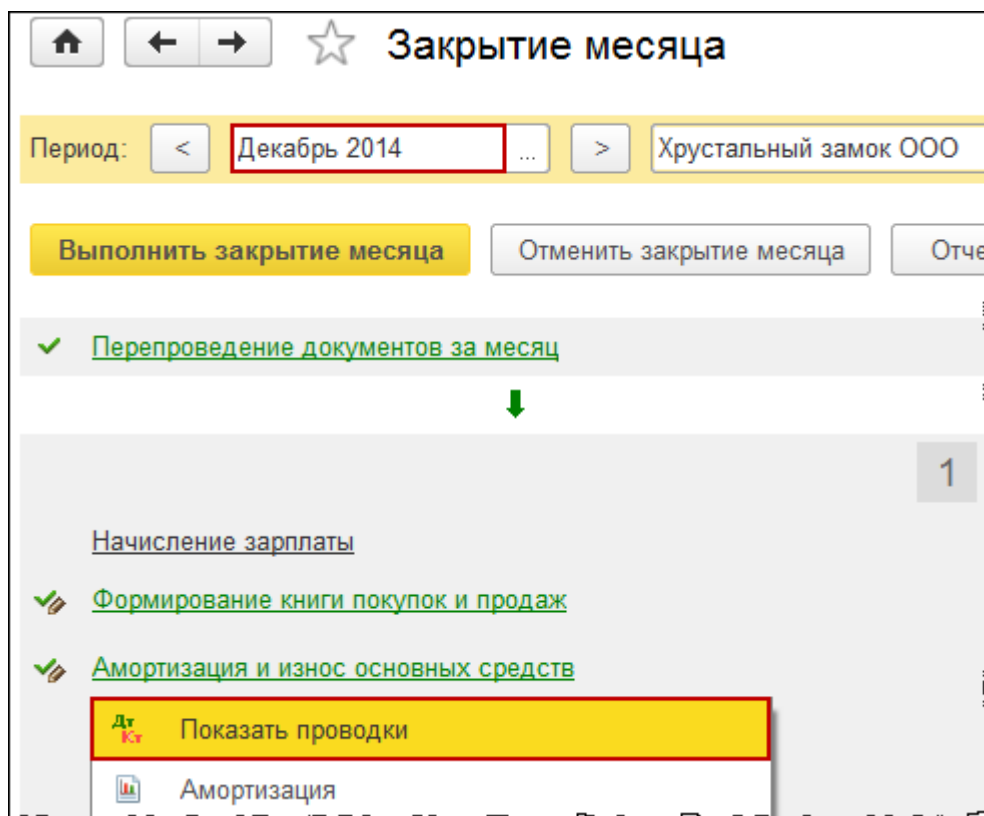 Закрытие месяца
Период: < Декабрь 2014 ... > Хрустальный замок ООО
Выполнить закрытие месяца Отменить закрытие месяца
Перепроведение документов за месяц
1
Начисление зарплаты
Формирование книги покупок и продаж
Амортизация и износ основных средств
Дт Кт Показать проводки
Амортизация